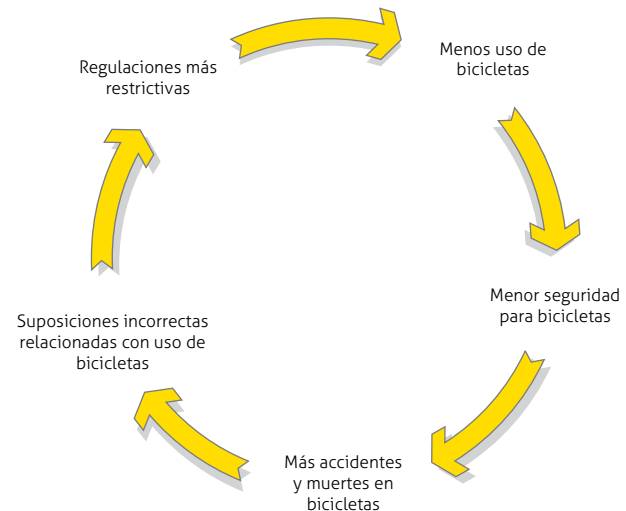 Regulaciones más
restrictivas
Menos uso de
bicicletas
Menor seguridad
para bicicletas
Más accidentes
y muertes en
bicicletas
Suposiciones incorrectas
relacionadas con uso de
bicicletas